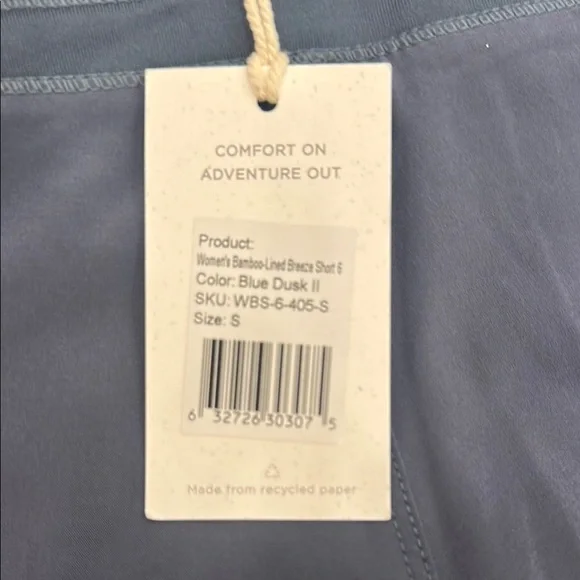 COMFORT ON
ADVENTURE OUT
Product:
Women's Bamboo-Lined Breeze Short 6
Color: Blue Dusk II
SKU: WBS-6-405-S
Size: S
6 32726 30307 5
Made from recycled paper